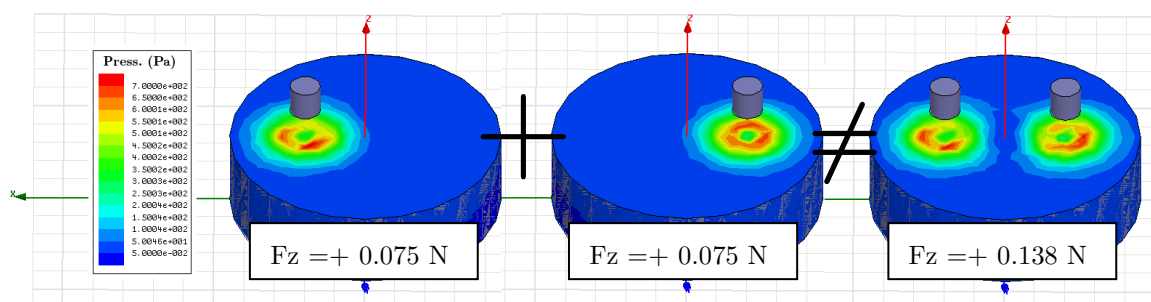 Press. (Pa)
7.0000e+002
6.5000e+002
6.0001e+002
5.5001e+002
5.0001e+002
4.5001e+002
4.0002e+002
3.5002e+002
3.0003e+002
2.5003e+002
2.0004e+002
1.5004e+002
1.0004e+002
5.0046e+001
5.0000e-002
Z
Z
Z
X
+
≠
Fz =+ 0.075 N
Fz =+ 0.075 N
Fz =+ 0.138 N